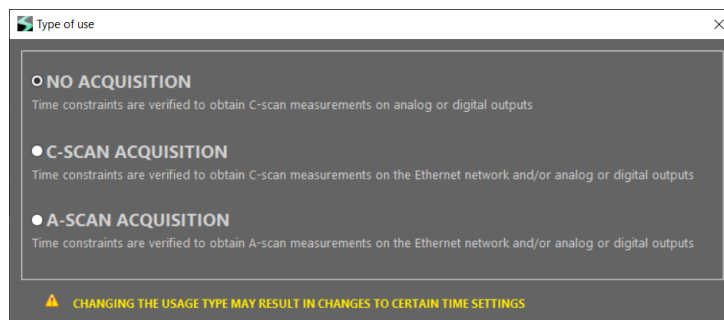 Type of use
NO ACQUISITION
Time constraints are verified to obtain C-scan measurements on analog or digital outputs
C-SCAN ACQUISITION
Time constraints are verified to obtain C-scan measurements on the Ethernet network and/or analog or digital outputs
A-SCAN ACQUISITION
Time constraints are verified to obtain A-scan measurements on the Ethernet network and/or analog or digital outputs
CHANGING THE USAGE TYPE MAY RESULT IN CHANGES TO CERTAIN TIME SETTINGS